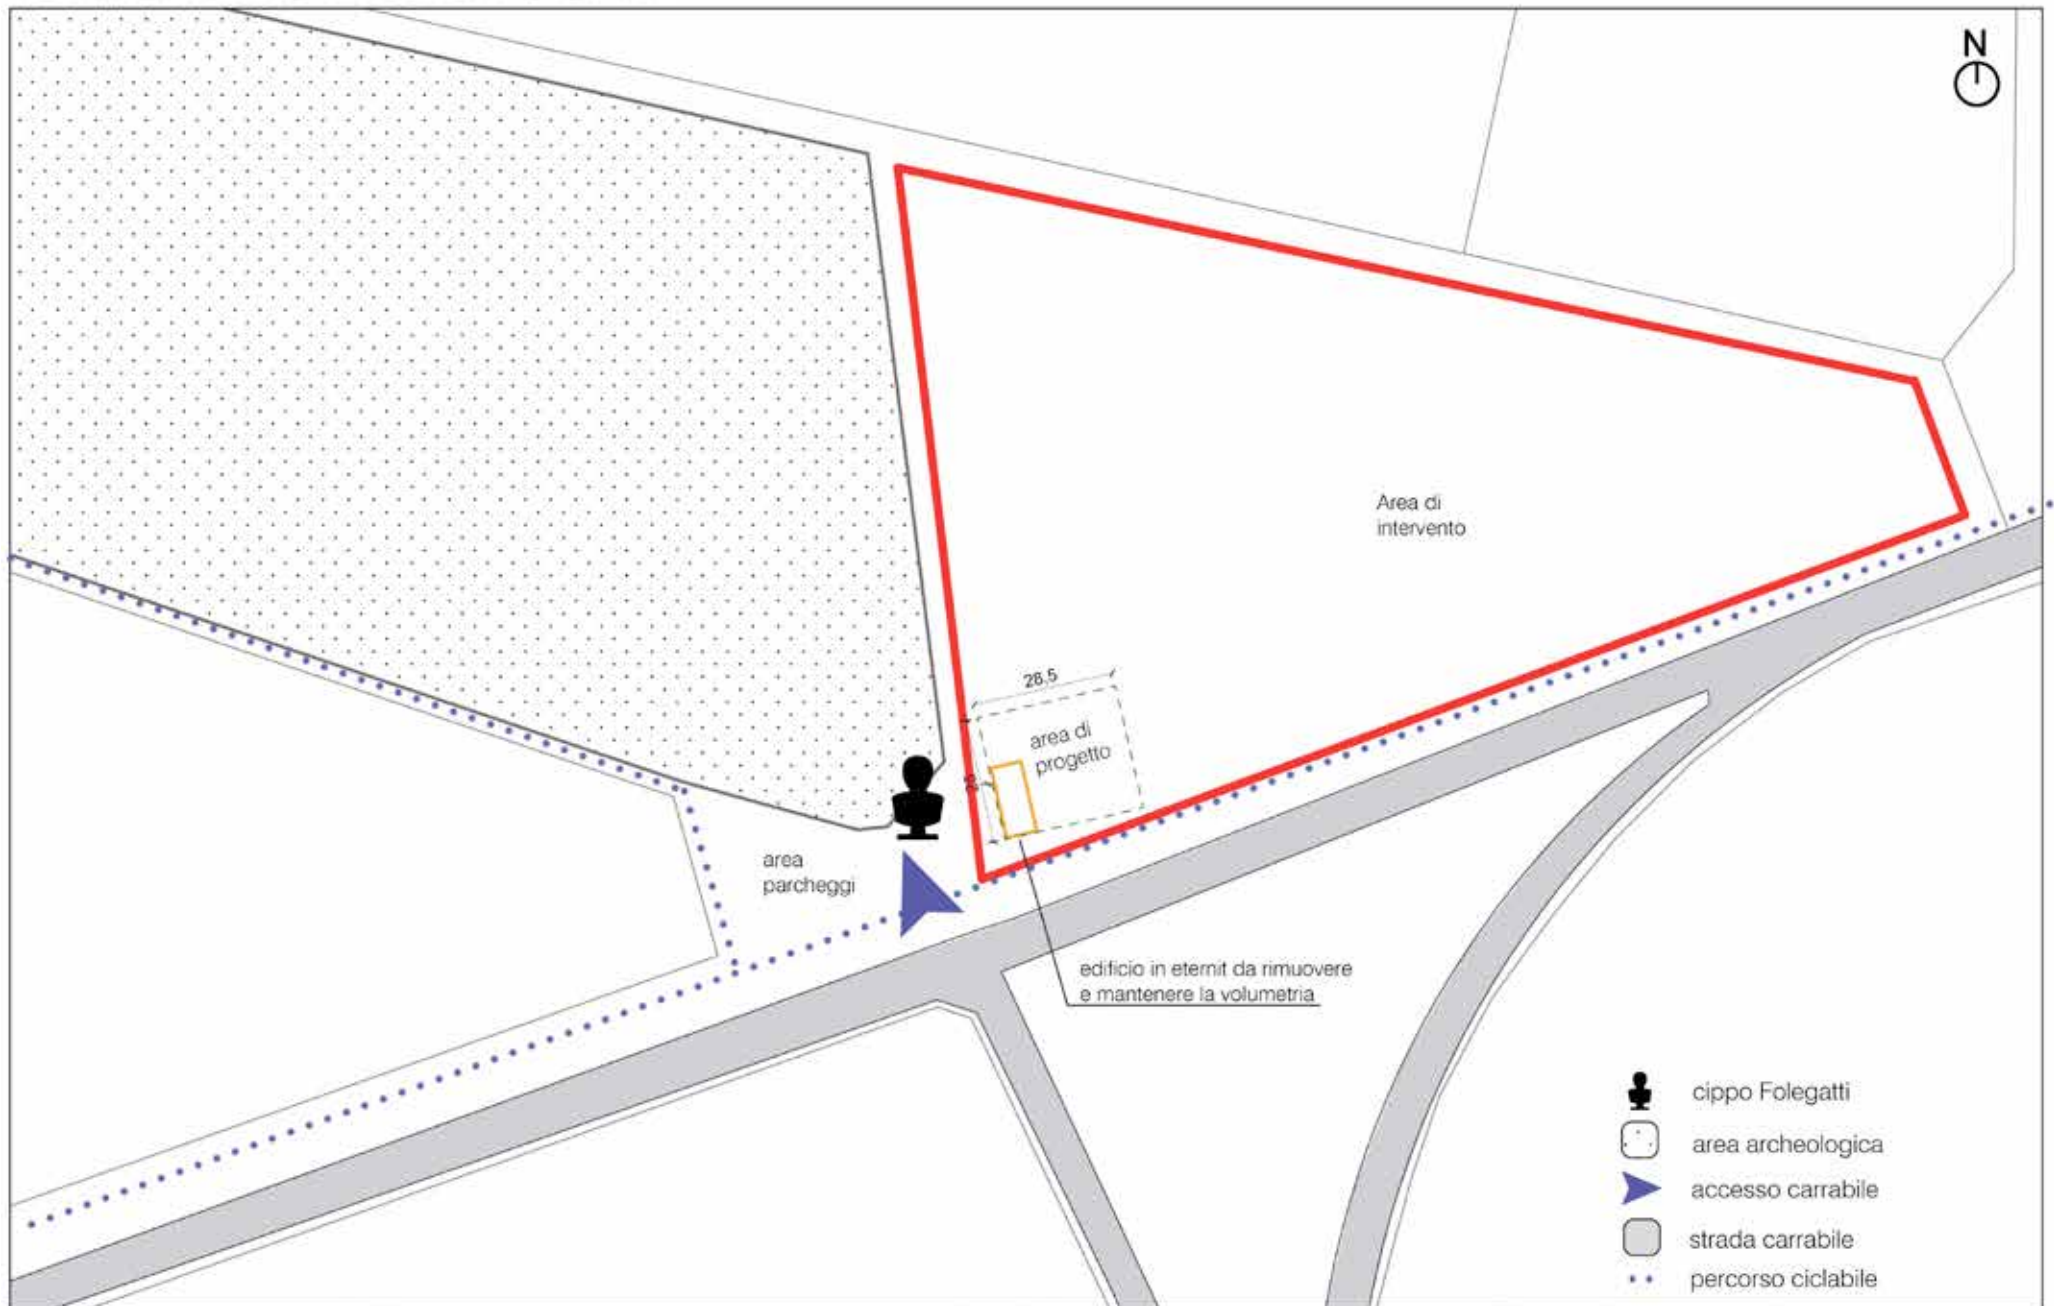 N
Area di
intervento
28,5
area di
progetto
25
area
parcheggi
edificio in eternit da rimuovere
e mantenere la volumetria
cippo Folegatti
area archeologica
accesso carrabile
strada carrabile
percorso ciclabile